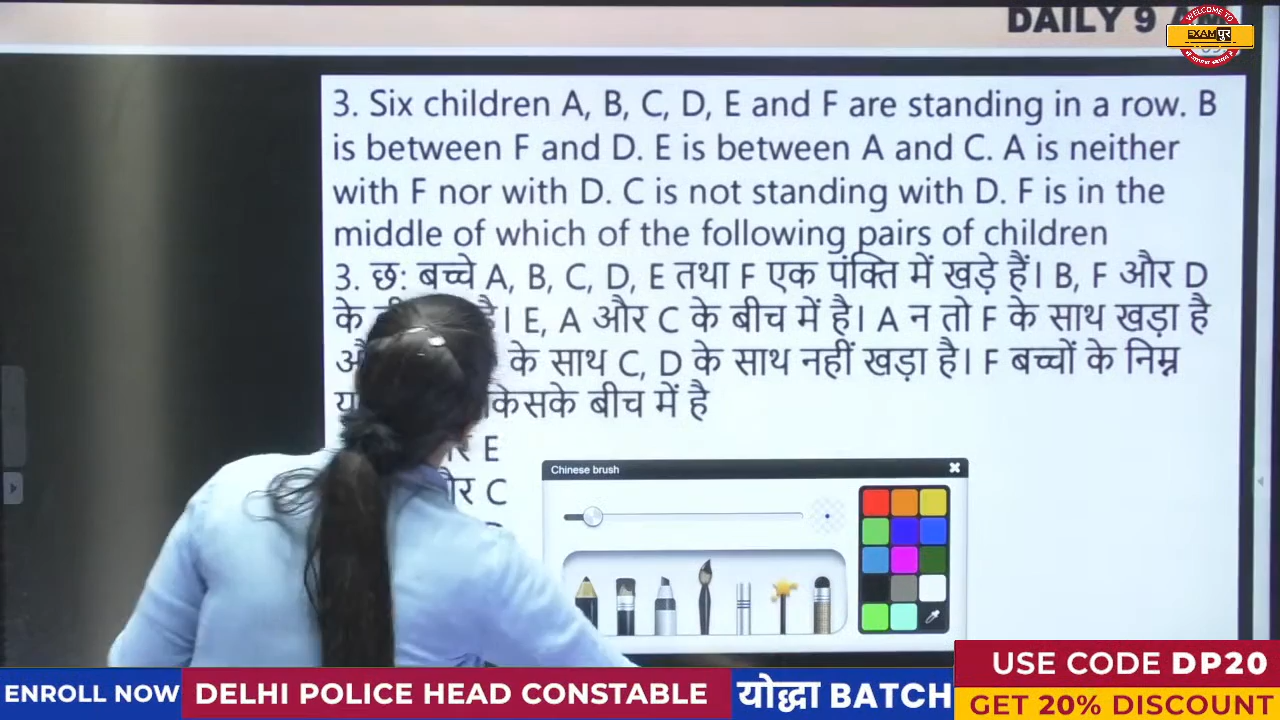 DAILY 9
WELCOME TO
EXAMपुर
3. Six children A, B, C, D, E and F are standing in a row. B
is between F and D. E is between A and C. A is neither
with F nor with D. C is not standing with D. F is in the
middle of which of the following pairs of children
3. छः बच्चे A, B, C, D, E तथा F एक पंक्ति में खड़े हैं। B, F और D
के है। E, A और C के बीच में है। A न तो F के साथ खड़ा है
के साथ C, D के साथ नहीं खड़ा है। F बच्चों के निम्न
किसके बीच में है
E
C
Chinese brush
ENROLL NOW DELHI POLICE HEAD CONSTABLE योद्धा BATCH
USE CODE DP20
GET 20% DISCOUNT